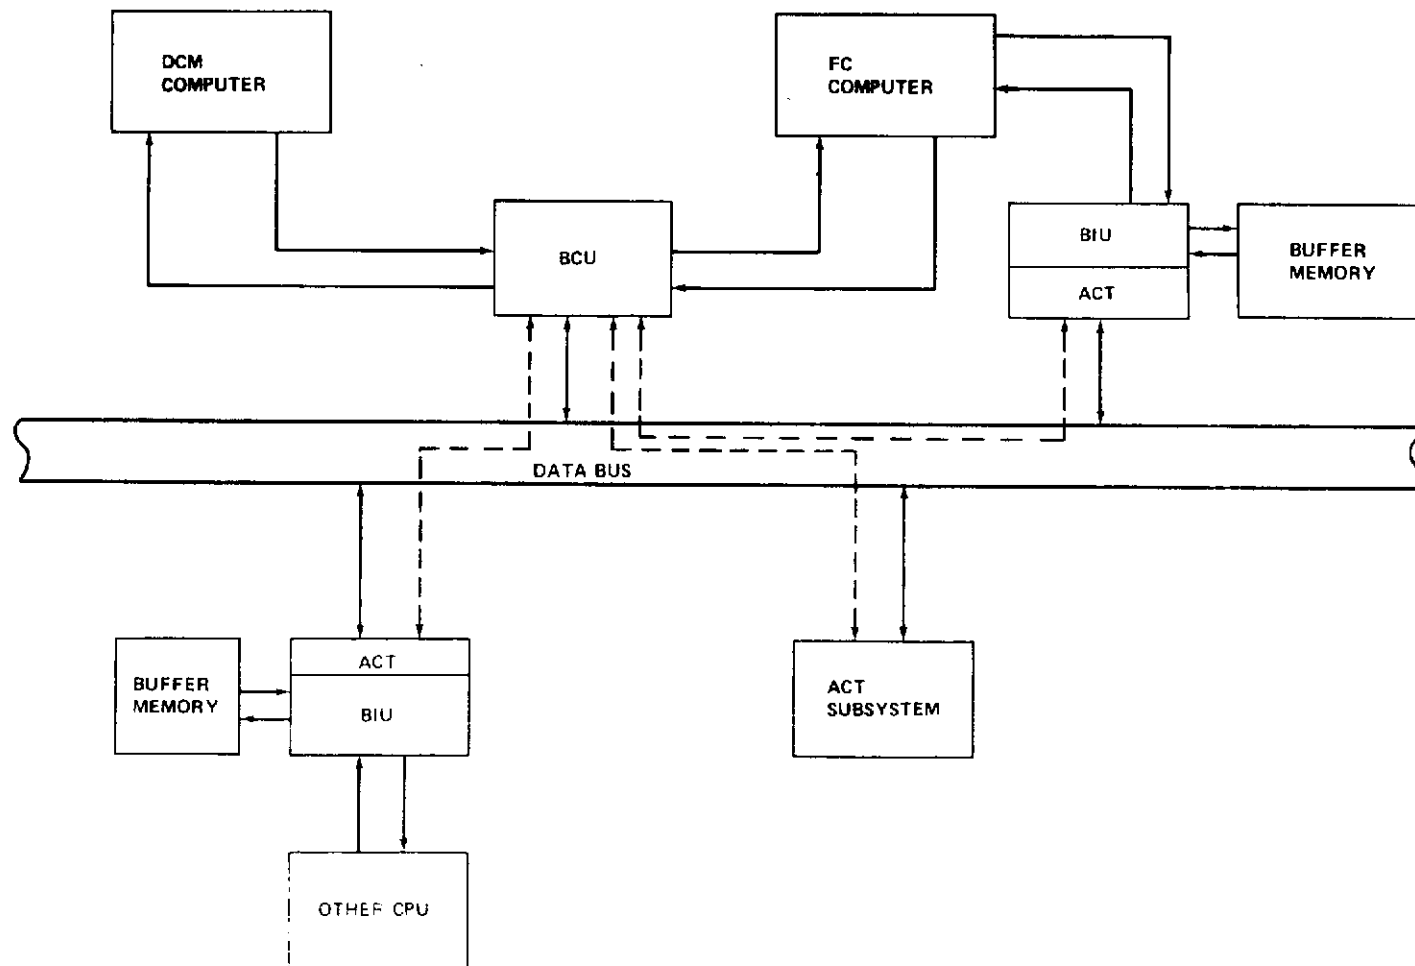 DCM
COMPUTER
FC
COMPUTER
BCU
BIU
ACT
BUFFER
MEMORY
DATA BUS
BUFFER
MEMORY
ACT
BIU
ACT
SUBSYSTEM
OTHER CPU